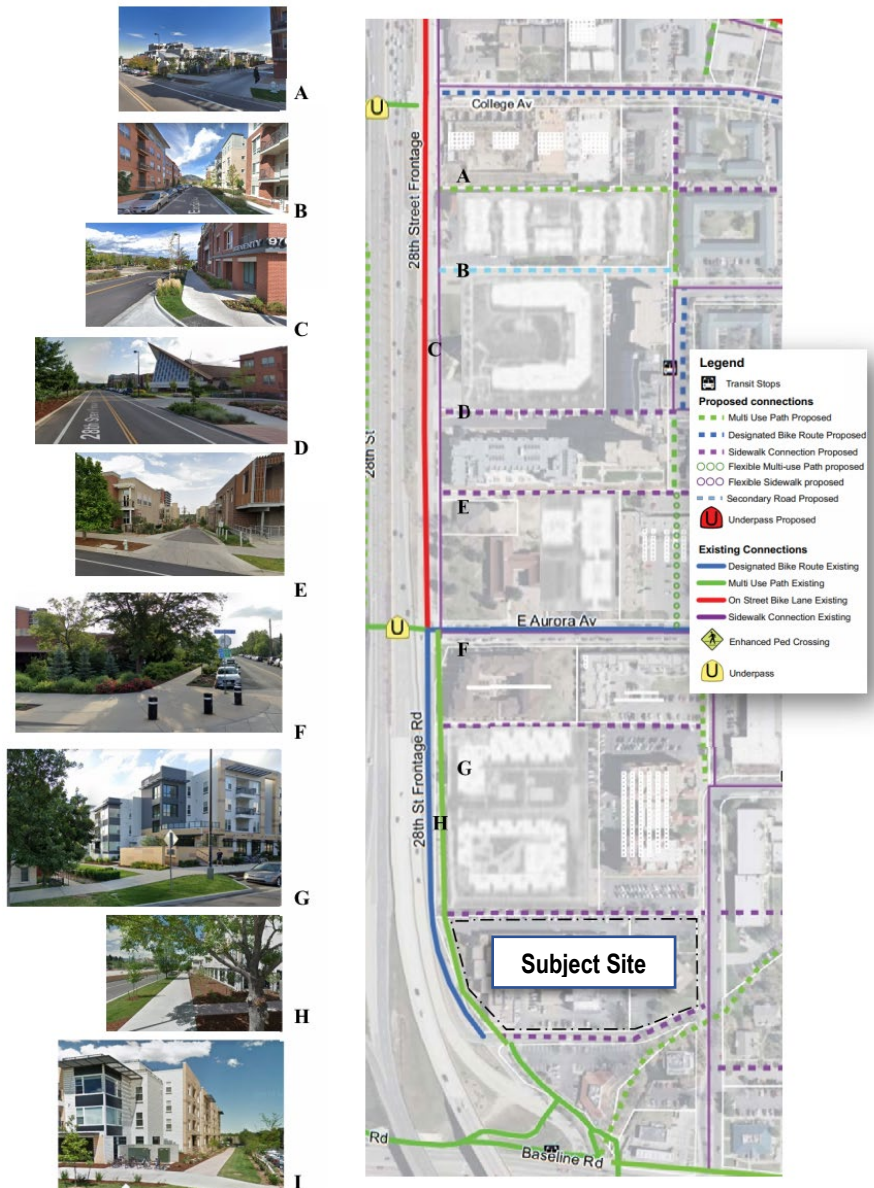 A
B
C
D
E
F
G
H
I
28th Street
970
College Av
28th Street Frontage
A
B
C
D
28th St
E
E Aurora Av
F
28th St Frontage Rd
G
H
Subject Site
Rd
Baseline Rd
U
U
Legend
Transit Stops
Proposed connections
Multi Use Path Proposed
Designated Bike Route Proposed
Sidewalk Connection Proposed
Flexible Multi-use Path proposed
Flexible Sidewalk proposed
Secondary Road Proposed
U Underpass Proposed
Existing Connections
Designated Bike Route Existing
Multi Use Path Existing
On Street Bike Lane Existing
Sidewalk Connection Existing
Enhanced Ped Crossing
U Underpass